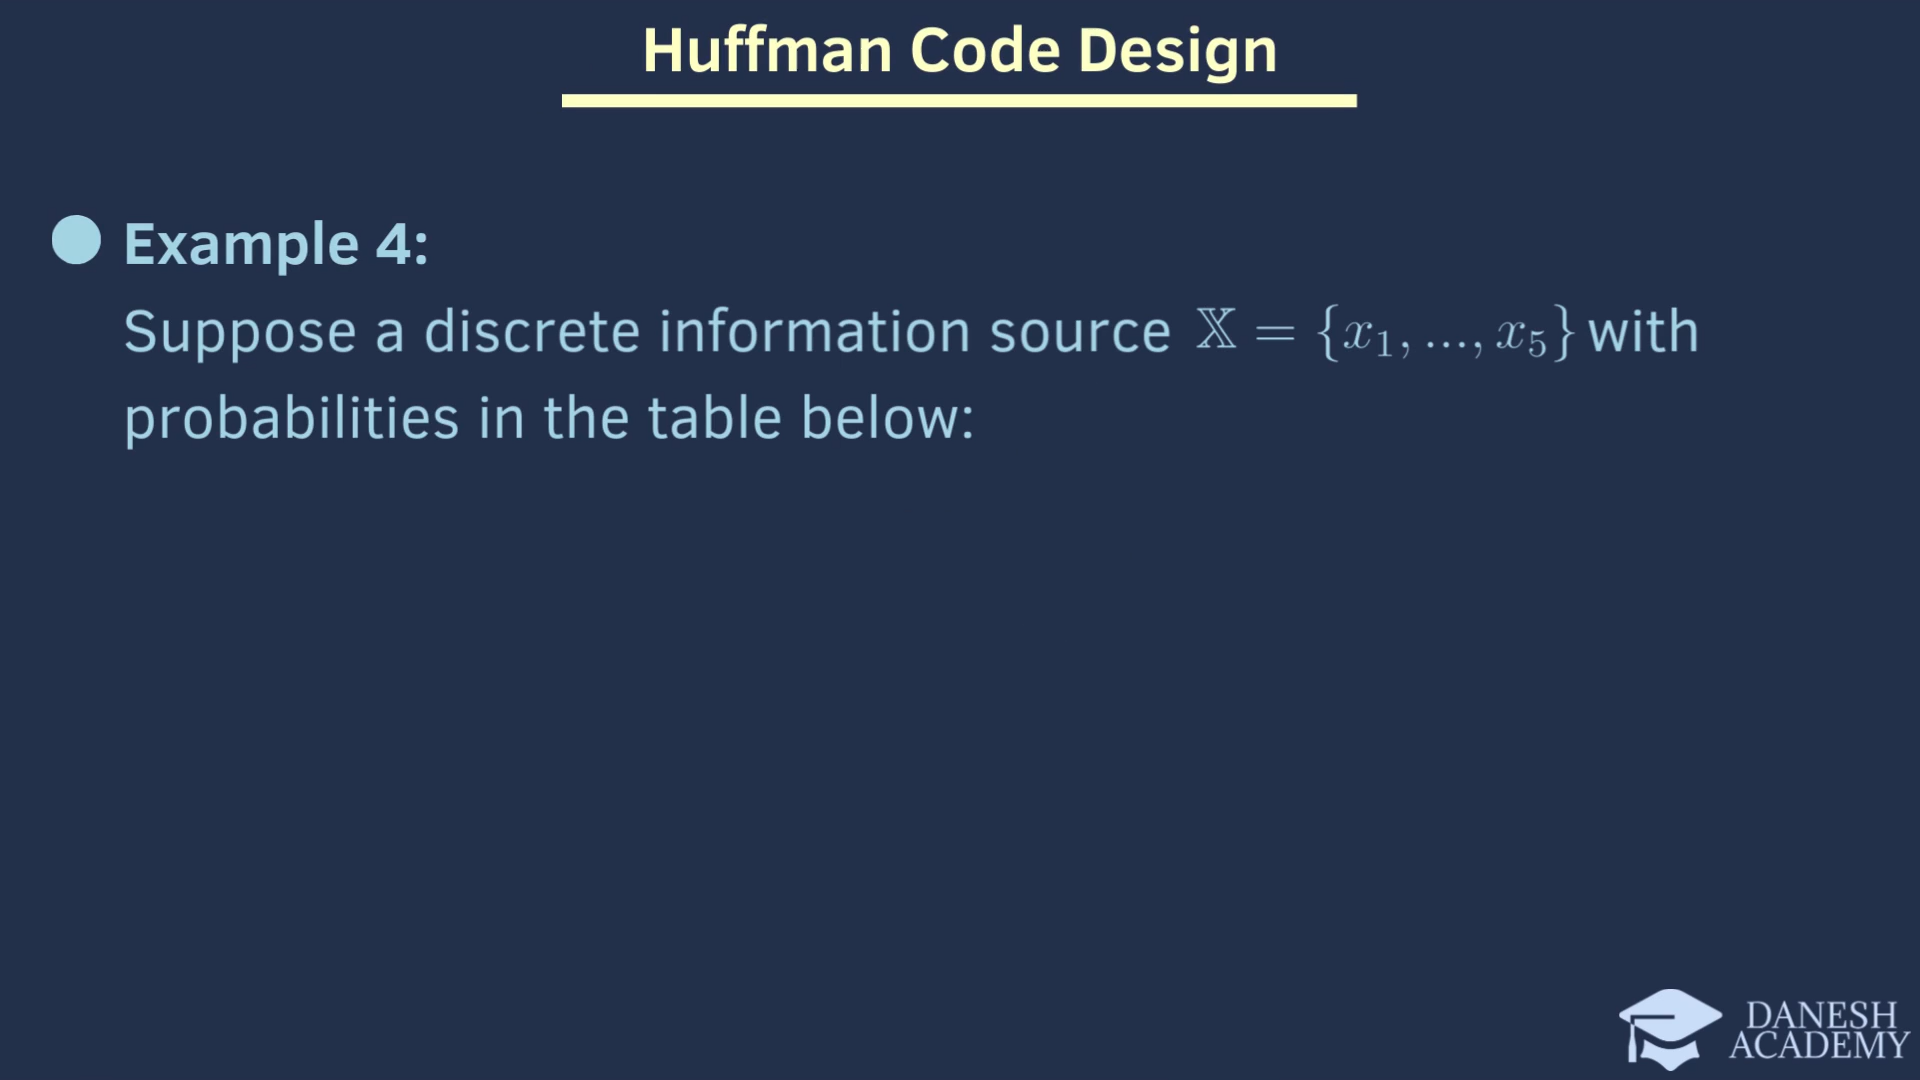 Huffman Code Design
Example 4:
Suppose a discrete information source 𝕏 = {x₁, ..., x₅} with
probabilities in the table below:
DANESH
ACADEMY